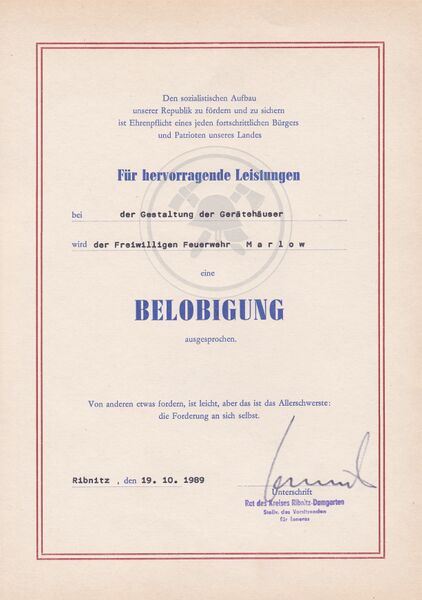 Den sozialistischen Aufbau
unserer Republik zu fördern und zu sichern
ist Ehrenpflicht eines jeden fortschrittlichen Bürgers
und Patrioten unseres Landes
Für hervorragende Leistungen
bei der Gestaltung der Gerätehäuser
wird der Freiwilligen Feuerwehr M a r l o w
eine
BELOBIGUNG
ausgesprochen.
Von anderen etwas fordern, ist leicht, aber das ist das Allerschwerste:
die Forderung an sich selbst.
Ribnitz , den 19. 10. 1989
Unterschrift
Rat des Kreises Ribnitz-Damgarten
Stellv. des Vorsitzenden
für Inneres